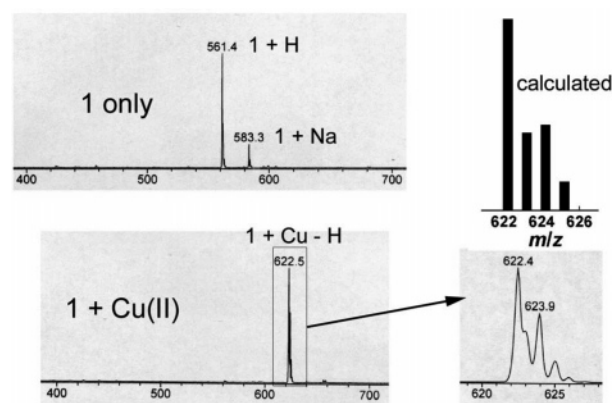 561.4
1 + H
1 only
583.3
1 + Na
400 500 600 700
calculated
622 624 626
m/z
1 + Cu - H
622.5
1 + Cu(II)
400 500 600 700
622.4
623.9
620 625